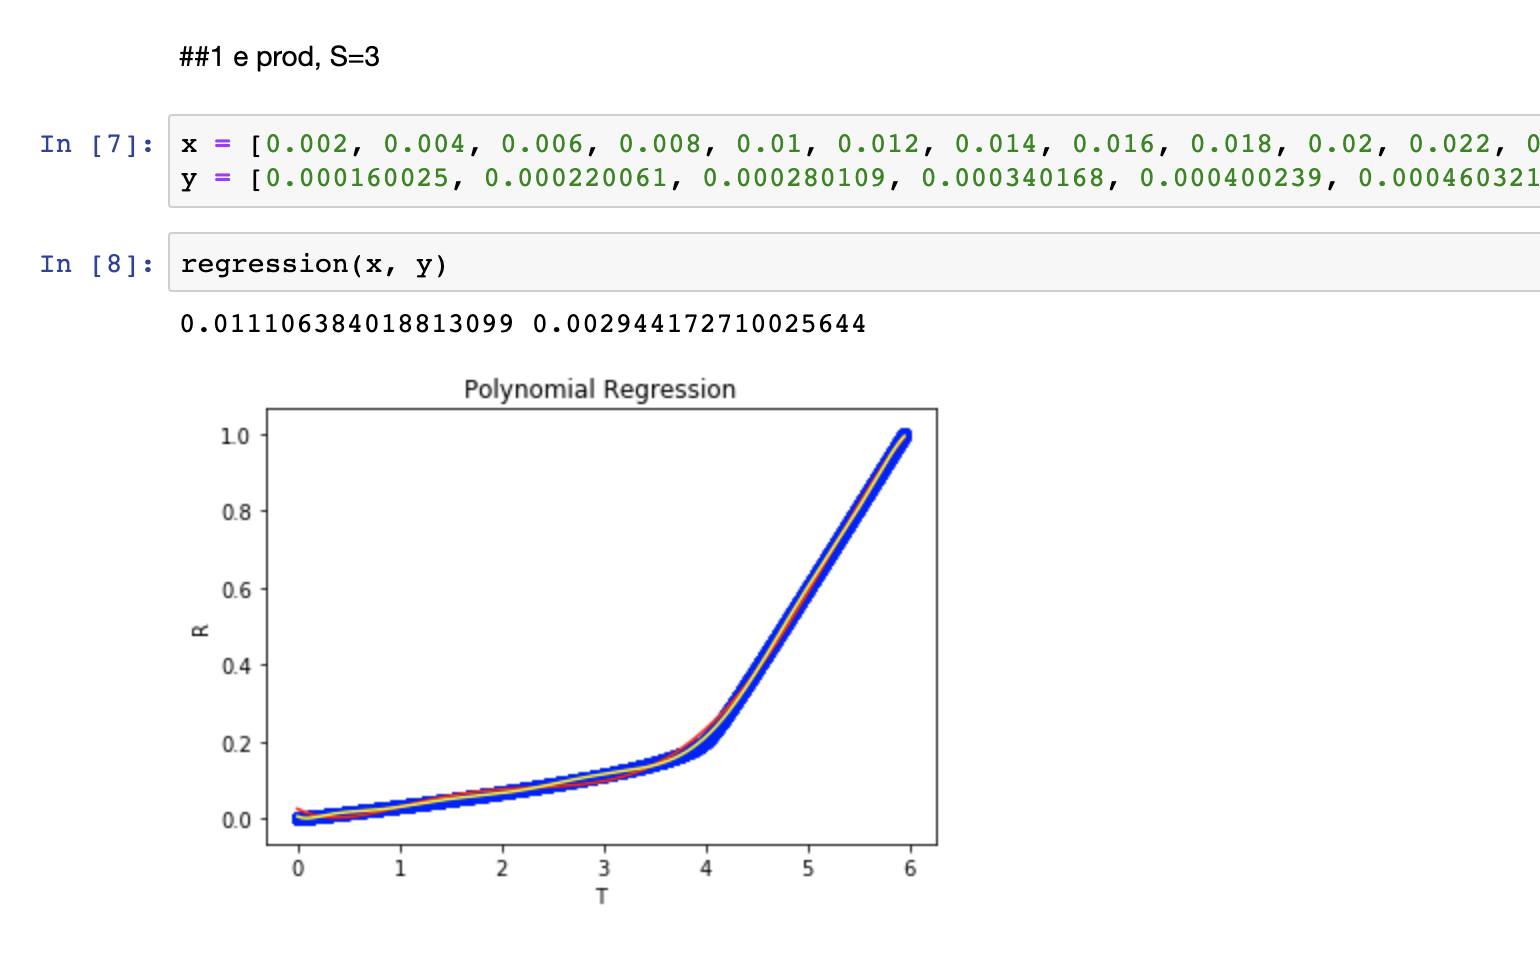 ##1 e prod, S=3
In [7]: x = [0.002, 0.004, 0.006, 0.008, 0.01, 0.012, 0.014, 0.016, 0.018, 0.02, 0.022, 0
y = [0.000160025, 0.000220061, 0.000280109, 0.000340168, 0.000400239, 0.000460321
In [8]: regression(x, y)
0.011106384018813099 0.002944172710025644
Polynomial Regression
1.0
0.8
0.6
R
0.4
0.2
0.0
0 1 2 3 4 5 6
T